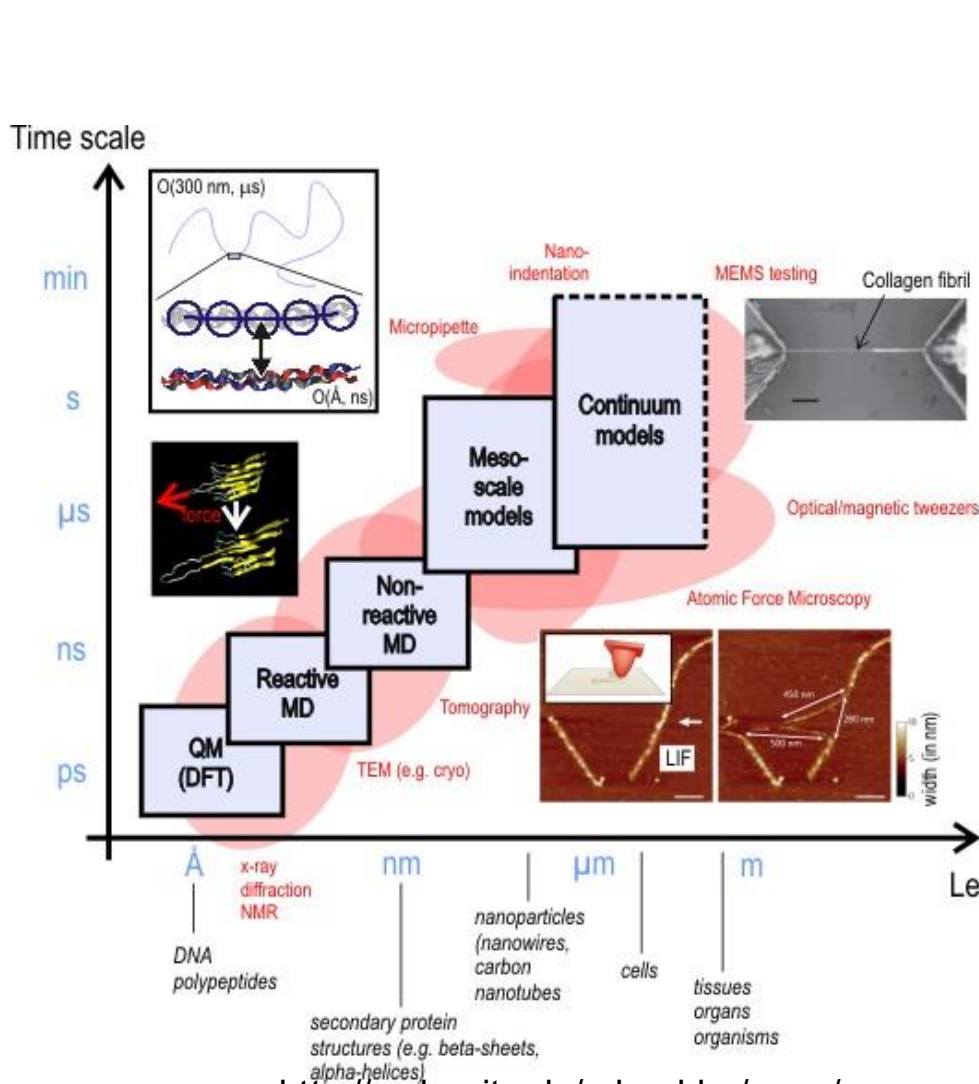 Time scale
O(300 nm, µs)
O(Å, ns)
min
s
µs
ns
ps
Nano-
indentation
MEMS testing
Collagen fibril
Micropipette
Continuum
models
Meso-
scale
models
Optical/magnetic tweezers
force
Non-
reactive
MD
Atomic Force Microscopy
Reactive
MD
Tomography
LIF
450 nm
280 nm
500 nm
10
5
0
width (in nm)
QM
(DFT)
TEM (e.g. cryo)
Å
nm
µm
m
Le
x-ray
diffraction
NMR
DNA
polypeptides
nanoparticles
(nanowires,
carbon
nanotubes
cells
tissues
organs
organisms
secondary protein
structures (e.g. beta-sheets,
alpha-helices)